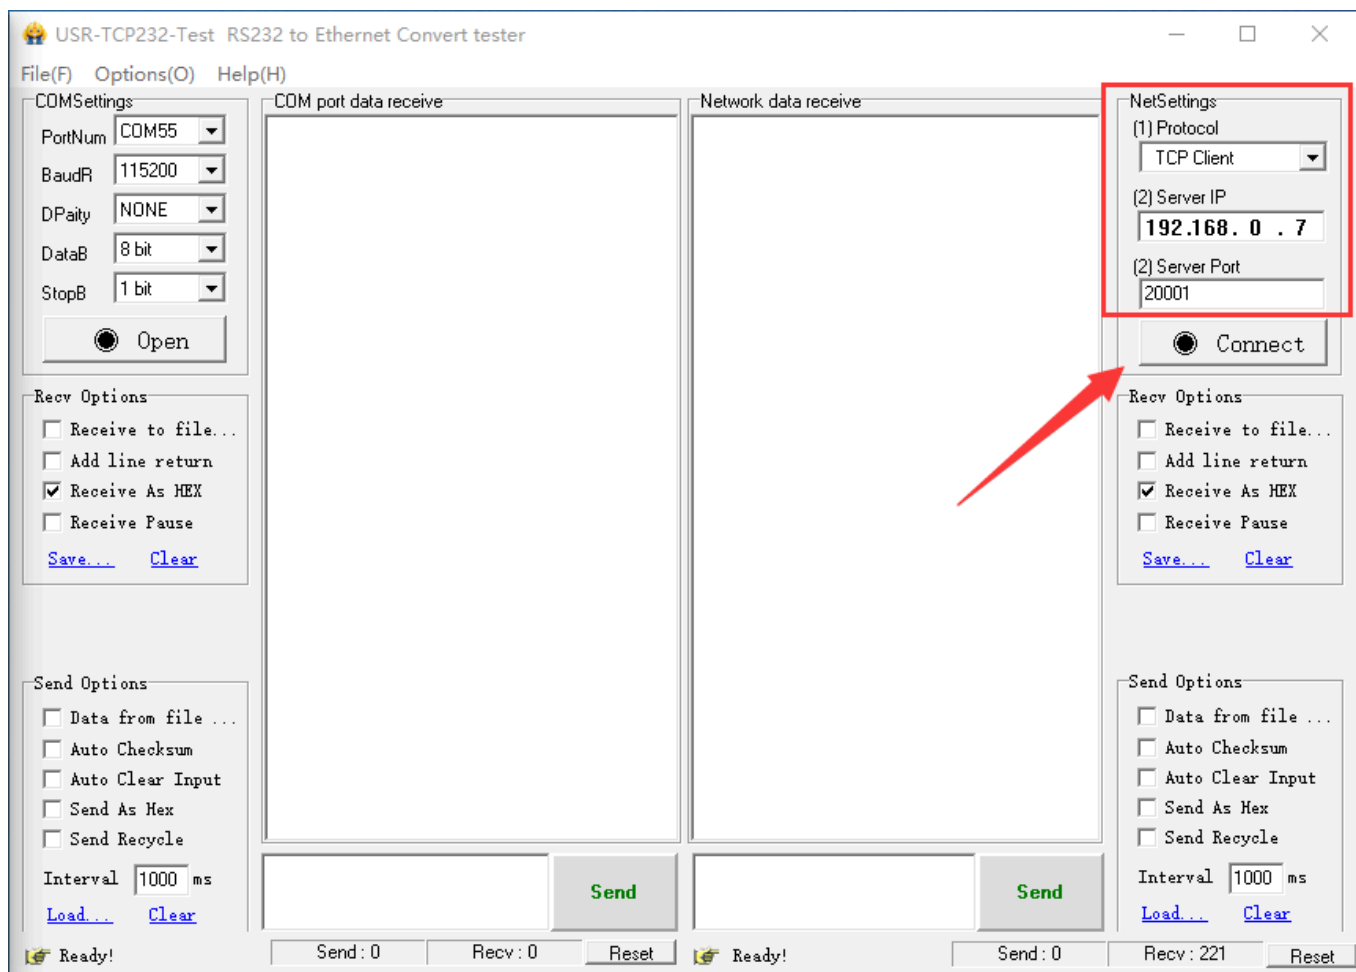 USR-TCP232-Test RS232 to Ethernet Convert tester
File(F) Options(O) Help(H)
COMSettings
PortNum COM55
BaudR 115200
DPaity NONE
DataB 8 bit
StopB 1 bit
Open
Recv Options
Receive to file...
Add line return
Receive As HEX
Receive Pause
Save... Clear
Send Options
Data from file ...
Auto Checksum
Auto Clear Input
Send As Hex
Send Recycle
Interval 1000 ms
Load... Clear
Ready!
COM port data receive
Send
Send : 0 Recv : 0 Reset
Network data receive
Send
Ready! Send : 0 Recv : 221 Reset
NetSettings
(1) Protocol
TCP Client
(2) Server IP
192.168. 0 . 7
(2) Server Port
20001
Connect
Recv Options
Receive to file...
Add line return
Receive As HEX
Receive Pause
Save... Clear
Send Options
Data from file ...
Auto Checksum
Auto Clear Input
Send As Hex
Send Recycle
Interval 1000 ms
Load... Clear